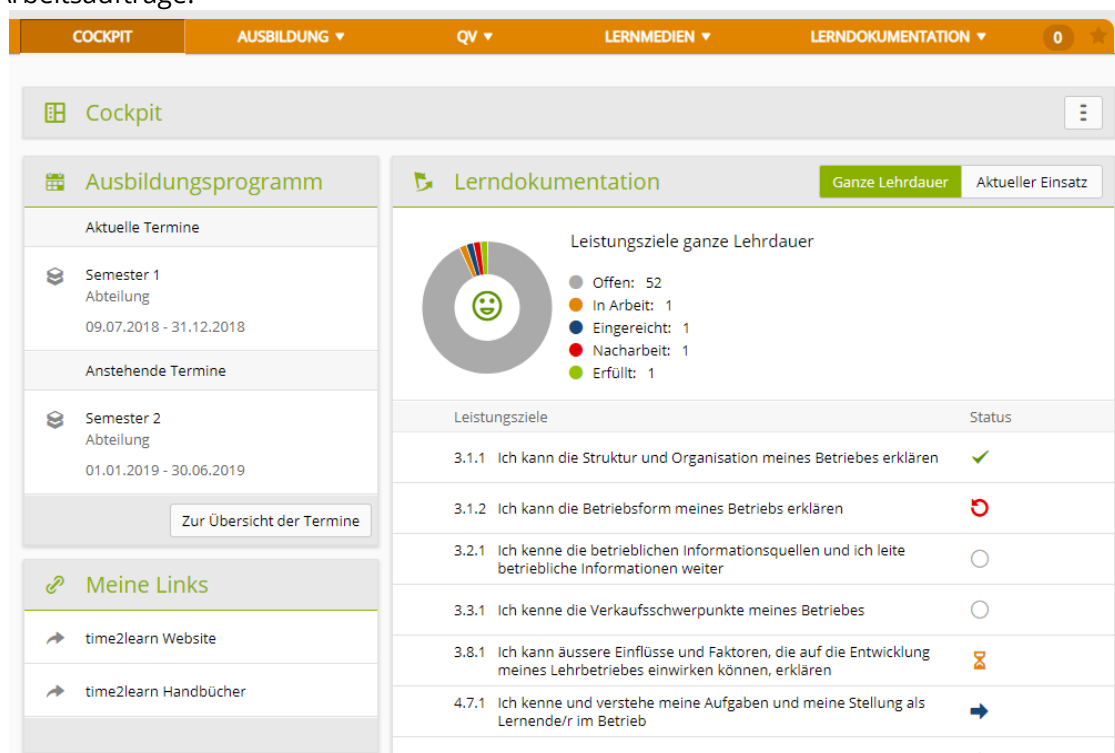 COCKPIT
AUSBILDUNG
QV
LERNMEDIEN
LERNDOKUMENTATION
0
Cockpit
Ausbildungsprogramm
Aktuelle Termine
Semester 1
Abteilung
09.07.2018 - 31.12.2018
Anstehende Termine
Semester 2
Abteilung
01.01.2019 - 30.06.2019
Zur Übersicht der Termine
Meine Links
time2learn Website
time2learn Handbücher
Lerndokumentation
Ganze Lehrdauer
Aktueller Einsatz
Leistungsziele ganze Lehrdauer
Offen: 52
In Arbeit: 1
Eingereicht: 1
Nacharbeit: 1
Erfüllt: 1
Leistungsziele
Status
3.1.1 Ich kann die Struktur und Organisation meines Betriebes erklären
3.1.2 Ich kann die Betriebsform meines Betriebs erklären
3.2.1 Ich kenne die betrieblichen Informationsquellen und ich leite
betriebliche Informationen weiter
3.3.1 Ich kenne die Verkaufsschwerpunkte meines Betriebes
3.8.1 Ich kann äussere Einflüsse und Faktoren, die auf die Entwicklung
meines Lehrbetriebes einwirken können, erklären
4.7.1 Ich kenne und verstehe meine Aufgaben und meine Stellung als
Lernende/r im Betrieb